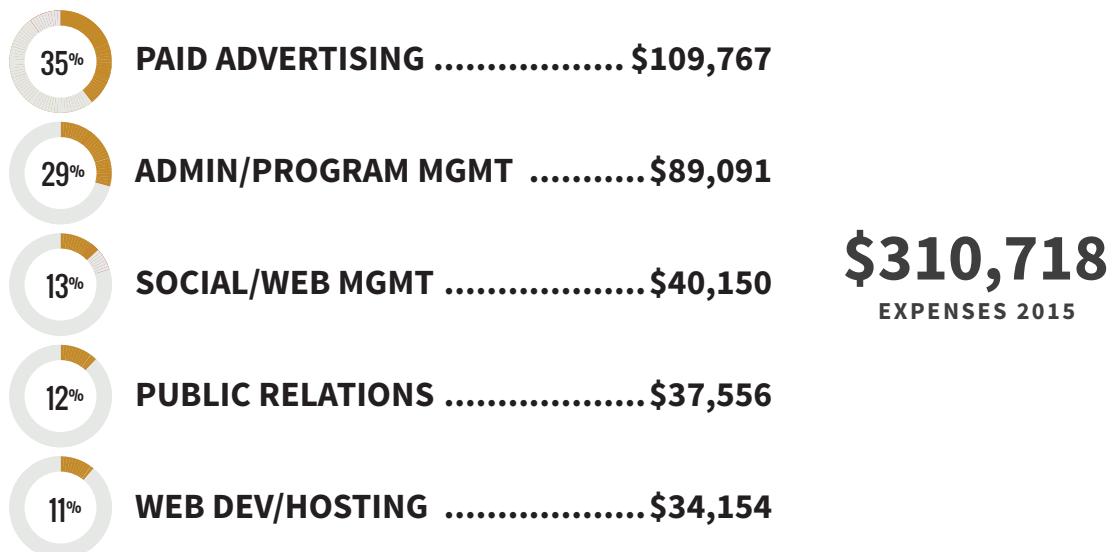 35% PAID ADVERTISING .................. $109,767
29% ADMIN/PROGRAM MGMT ...........$89,091
13% SOCIAL/WEB MGMT ...................$40,150
12% PUBLIC RELATIONS ...................$37,556
11% WEB DEV/HOSTING ...................$34,154
$310,718
EXPENSES 2015